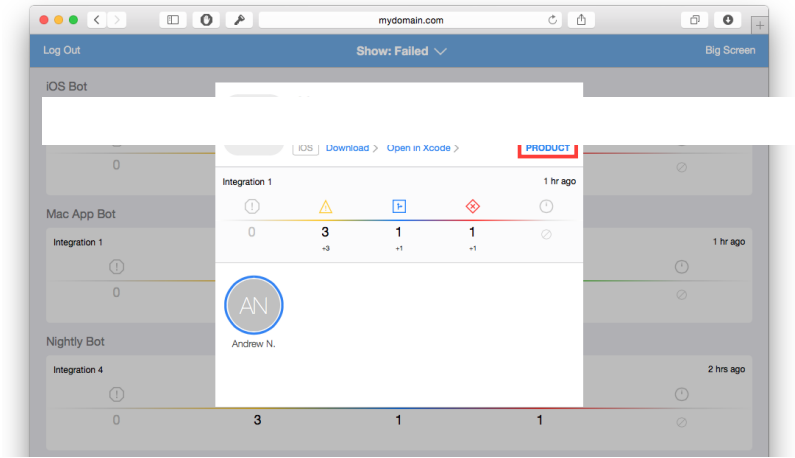 mydomain.com
Log Out
Show: Failed
Big Screen
iOS Bot
iOS Download > Open in Xcode > PRODUCT
0
Integration 1 1 hr ago
0 3 1 1
+3 +1 +1
Mac App Bot
Integration 1 1 hr ago
0
AN
Andrew N.
Nightly Bot
Integration 4 2 hrs ago
0 3 1 1